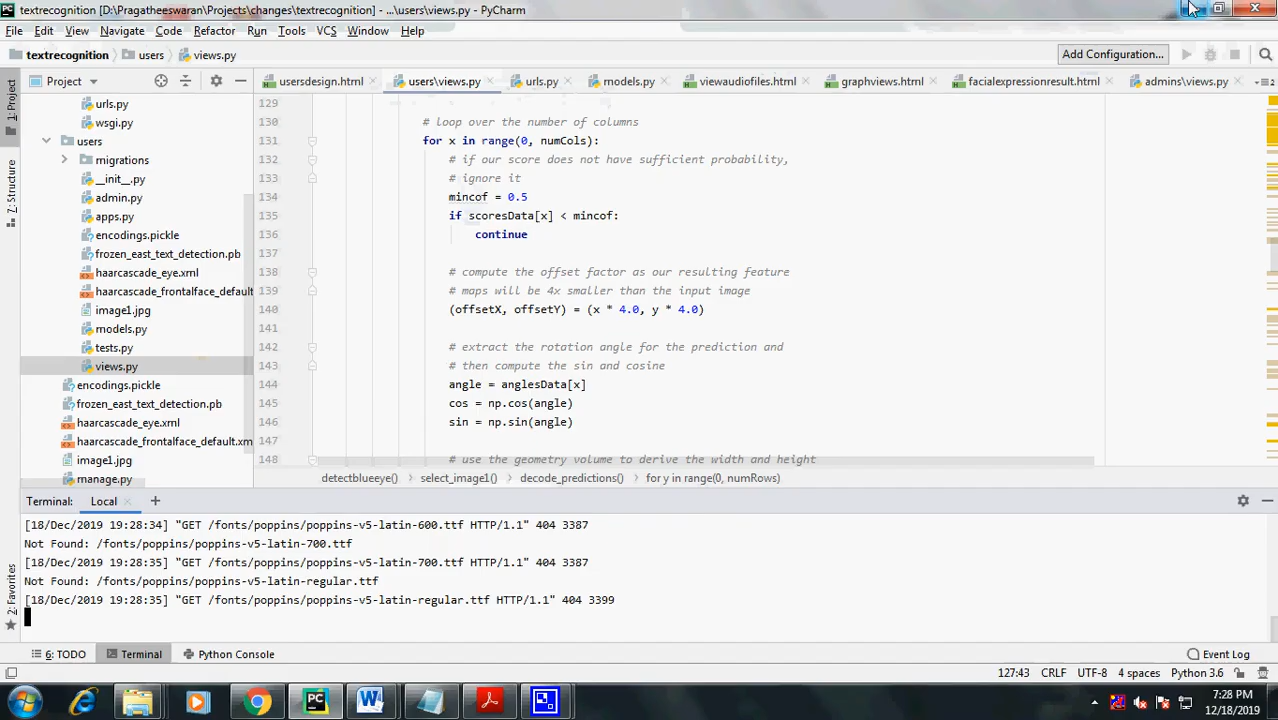 textrecognition [D:\Pragatheeswaran\Projects\changes\textrecognition] - ...\users\views.py - PyCharm
File Edit View Navigate Code Refactor Run Tools VCS Window Help
textrecognition users views.py Add Configuration...
1: Project
Project
usersdesign.html users\views.py urls.py models.py viewaudiofiles.html graphviews.html facialexpressionresult.html admins\views.py
urls.py
wsgi.py
users
migrations
__init__.py
admin.py
apps.py
encodings.pickle
frozen_east_text_detection.pb
haarcascade_eye.xml
haarcascade_frontalface_default
image1.jpg
models.py
tests.py
views.py
encodings.pickle
frozen_east_text_detection.pb
haarcascade_eye.xml
haarcascade_frontalface_default.xm
image1.jpg
manage.py
7: Structure
2: Favorites
129
130 # loop over the number of columns
131 for x in range(0, numCols):
132 # if our score does not have sufficient probability,
133 # ignore it
134 mincof = 0.5
135 if scoresData[x] < mincof:
136 continue
137
138 # compute the offset factor as our resulting feature
139 # maps will be 4x smaller than the input image
140 (offsetX, offsetY) = (x * 4.0, y * 4.0)
141
142 # extract the rotation angle for the prediction and
143 # then compute the sin and cosine
144 angle = anglesData[x]
145 cos = np.cos(angle)
146 sin = np.sin(angle)
147
148 # use the geometry volume to derive the width and height
detectblueeye() select_image1() decode_predictions() for y in range(0, numRows)
Terminal: Local
[18/Dec/2019 19:28:34] "GET /fonts/poppins/poppins-v5-latin-600.ttf HTTP/1.1" 404 3387
Not Found: /fonts/poppins/poppins-v5-latin-700.ttf
[18/Dec/2019 19:28:35] "GET /fonts/poppins/poppins-v5-latin-700.ttf HTTP/1.1" 404 3387
Not Found: /fonts/poppins/poppins-v5-latin-regular.ttf
[18/Dec/2019 19:28:35] "GET /fonts/poppins/poppins-v5-latin-regular.ttf HTTP/1.1" 404 3399
6: TODO Terminal Python Console Event Log
127:43 CRLF UTF-8 4 spaces Python 3.6
7:28 PM
12/18/2019